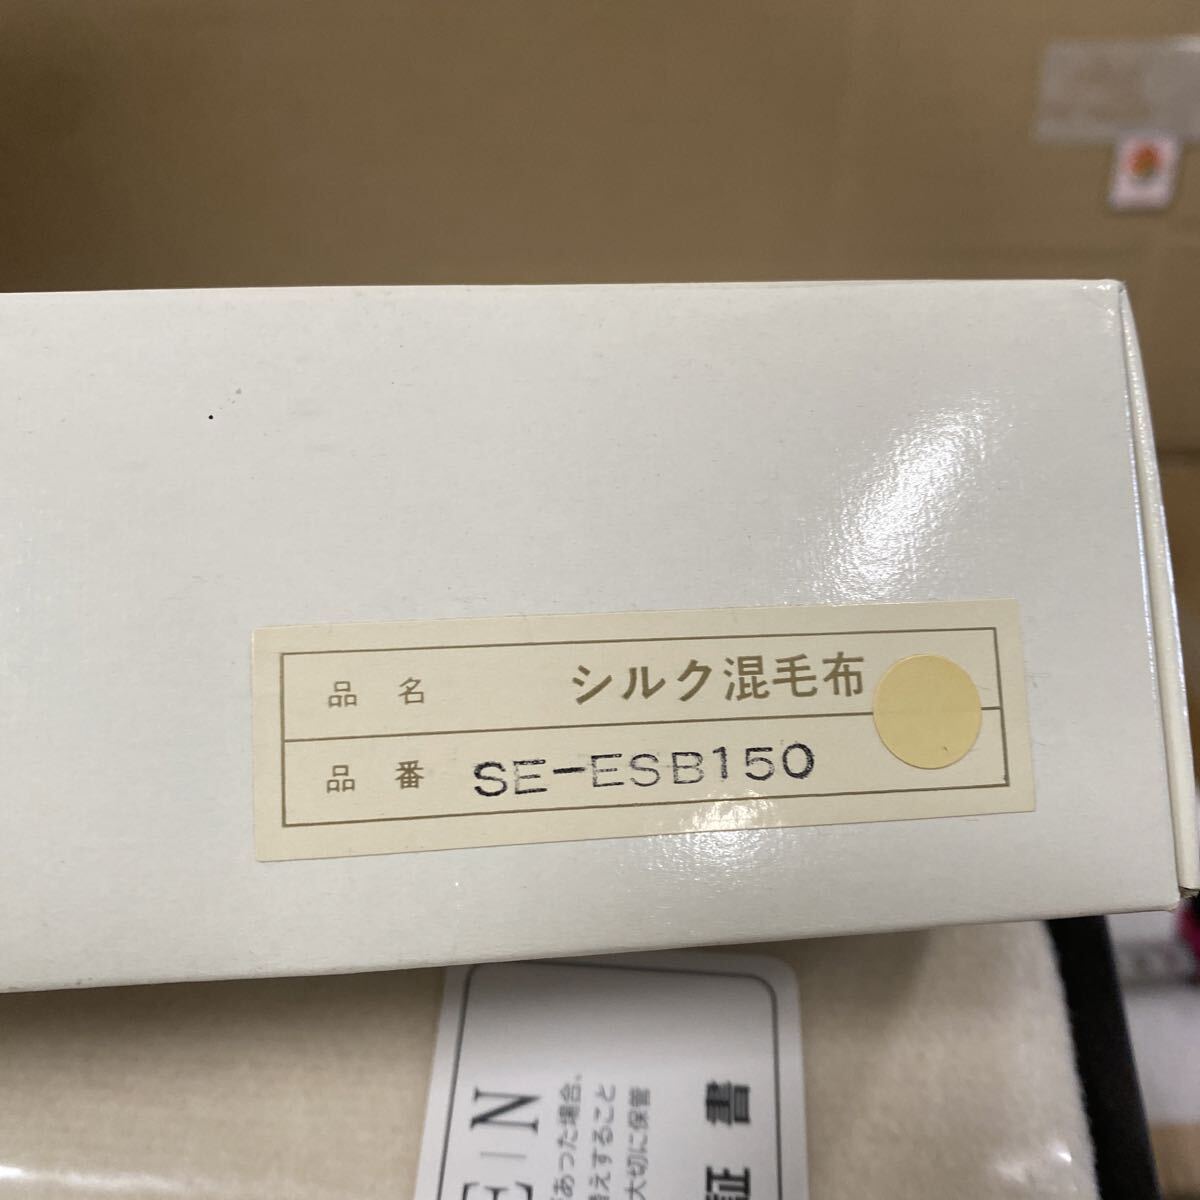 品名 シルク混毛布
品番 SE-ESB150
EIN
あった場合、
替えすること
大切に保管
証書